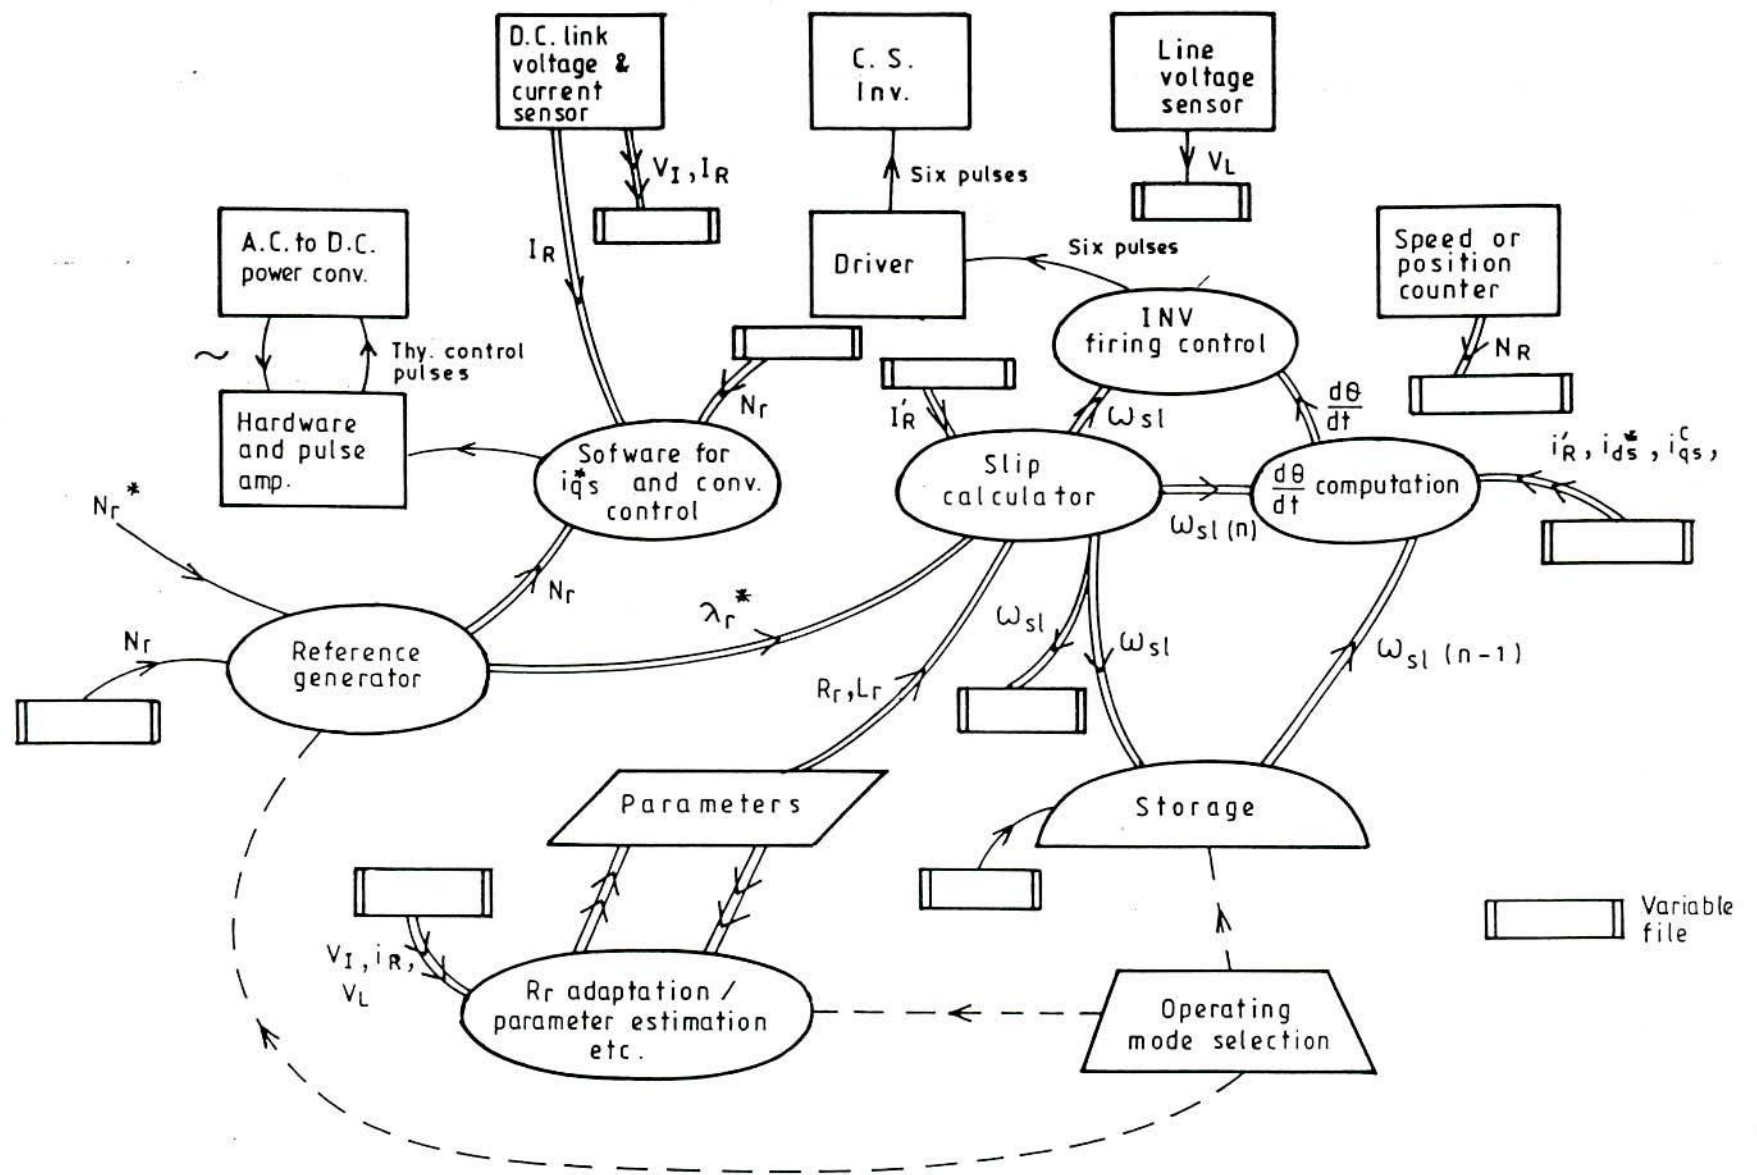 D.C. link
voltage &
current
sensor
C. S.
Inv.
Line
voltage
sensor
V_I, I_R
Six pulses
V_L
A.C. to D.C.
power conv.
I_R
Driver
Six pulses
Speed or
position
counter
~
Thy. control
pulses
INV
firing control
N_R
Hardware
and pulse
amp.
N_r
I'_R
ω_sl
dθ
dt
Sofware for
i*_qs and conv.
control
Slip
calculator
dθ
dt
computation
i'_R, i*_ds, i^c_qs,
N_r*
ω_sl(n)
N_r
λ_r*
N_r
Reference
generator
ω_sl
ω_sl
ω_sl (n-1)
R_r, L_r
Parameters
Storage
V_I, i_R,
V_L
Rr adaptation /
parameter estimation
etc.
Operating
mode selection
Variable
file